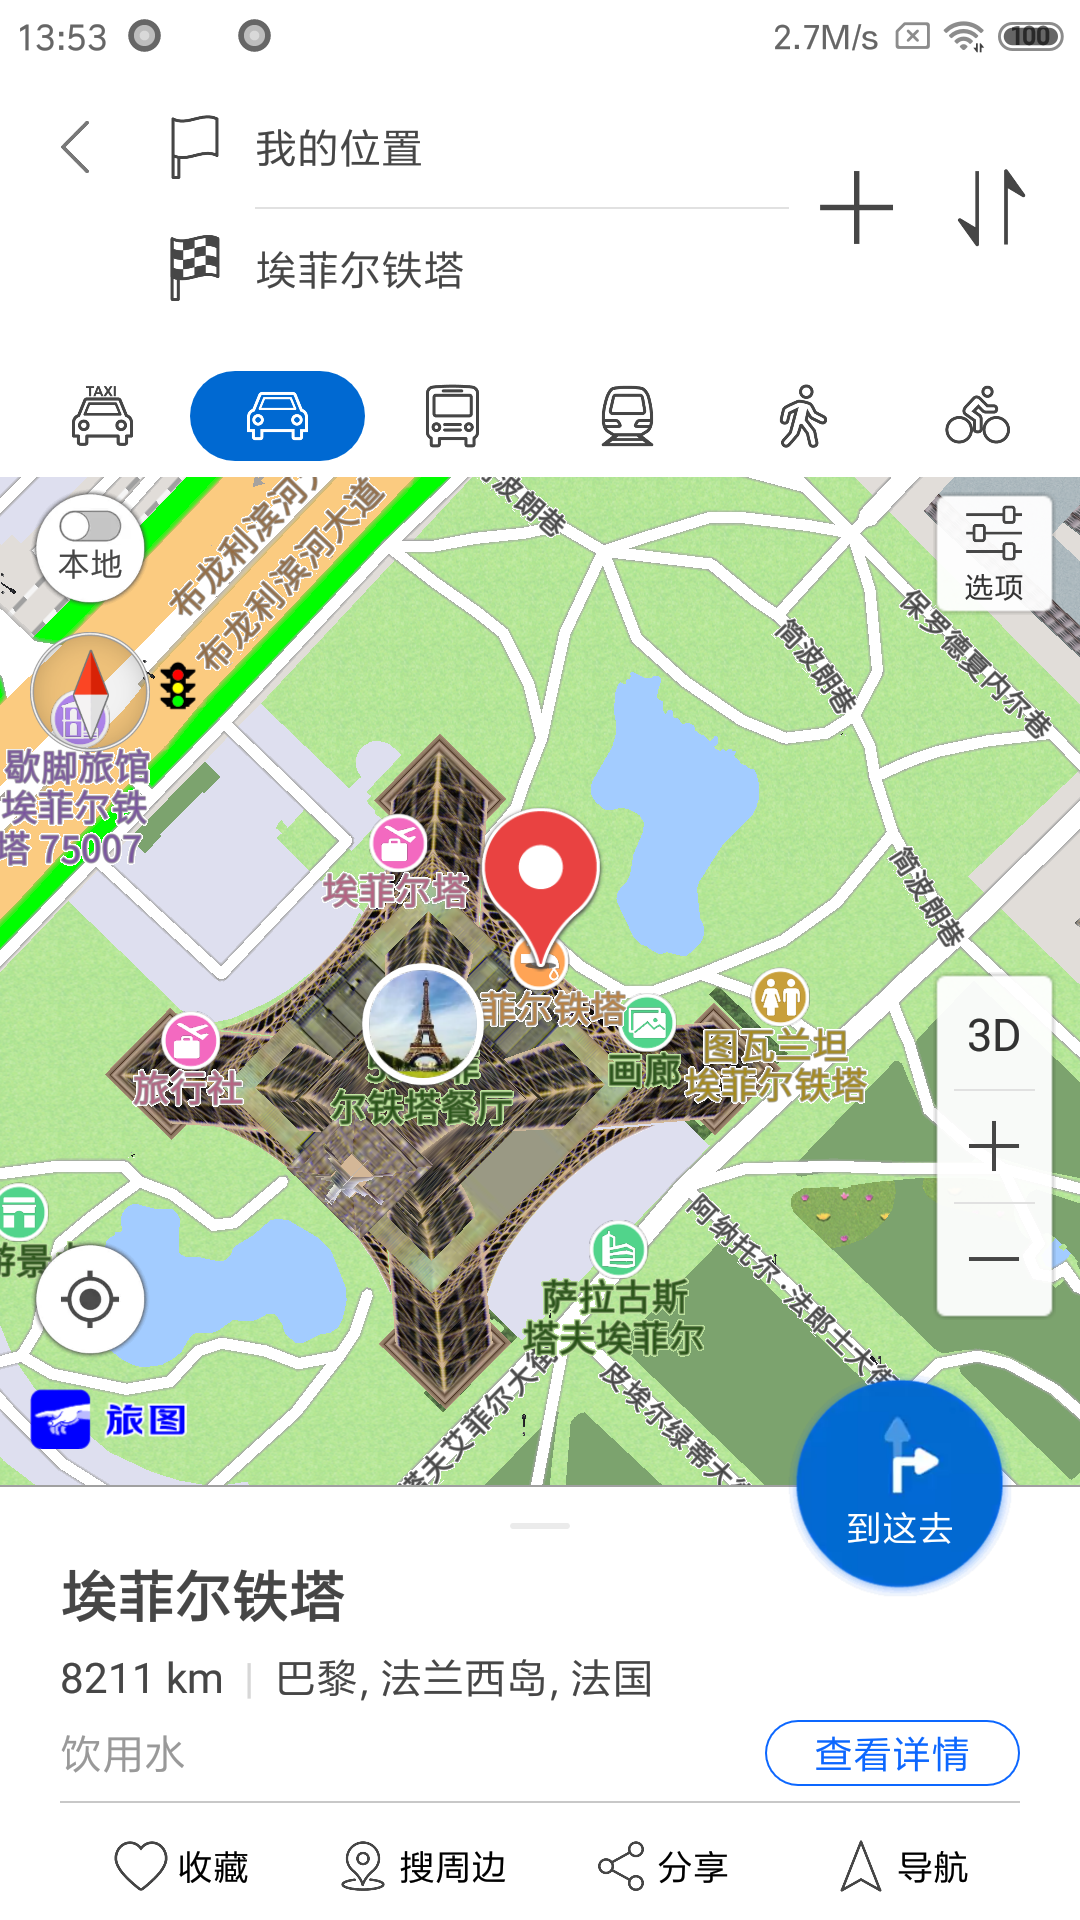 13:53
2.7M/s
100
我的位置
埃菲尔铁塔
TAXI
本地
选项
布龙利滨河大道
布龙利滨河大道
简波朗巷
简波朗巷
保罗德夏内尔巷
简波朗巷
歇脚旅馆
埃菲尔铁
塔 75007
埃菲尔塔
菲尔铁塔
旅行社
尔铁塔餐厅
画廊
图瓦兰坦
埃菲尔铁塔
3D
阿纳托尔·法郎士大街
萨拉古斯
塔夫埃菲尔
塔夫艾菲尔大街
皮埃尔绿蒂大街
旅图
到这去
埃菲尔铁塔
8211 km | 巴黎, 法兰西岛, 法国
饮用水
查看详情
收藏
搜周边
分享
导航